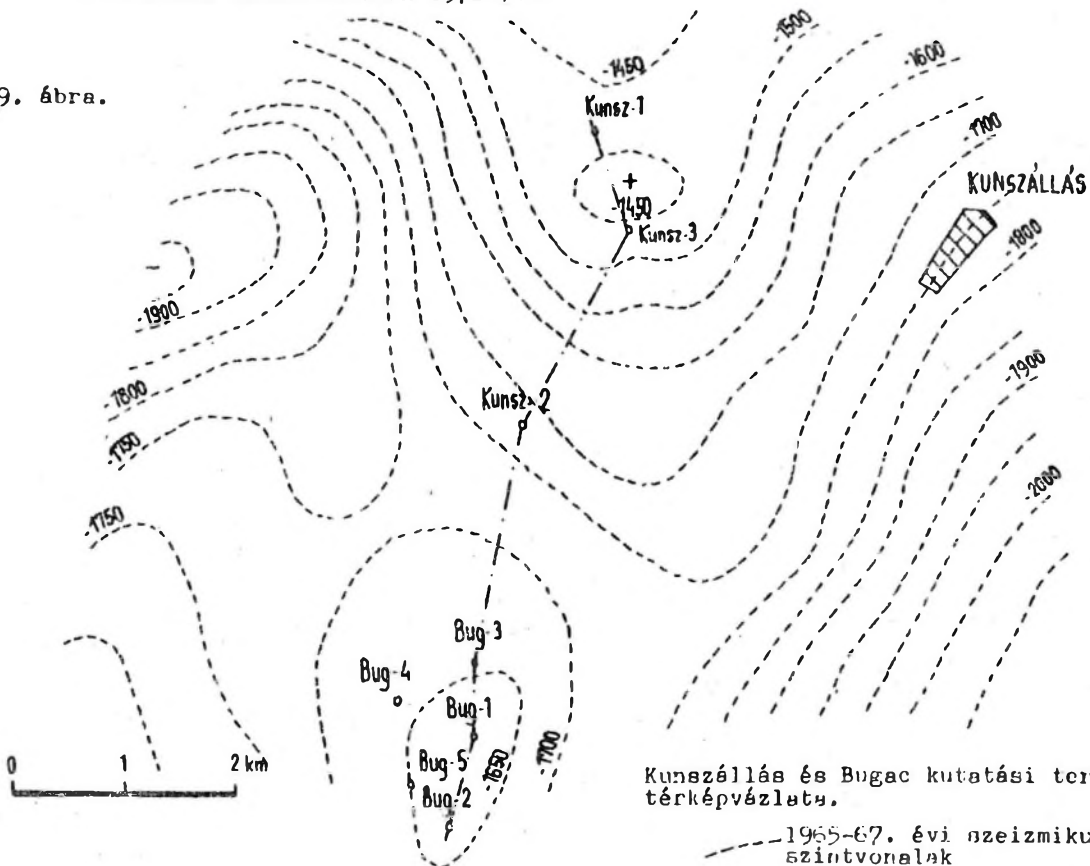 9. ábra.
-1500
-1450
-1600
Kunsz-1
-1700
KUNSZÁLLÁS
-1450
Kunsz-3
-1800
-1900
-1800
-1900
Kunsz-2
-1750
-2000
-1750
Bug-3
Bug-4
Bug-1
-1700
Bug-5
-1650
0 1 2 km
Bug-2
Kunszállás és Bugac kutatási
térképvázlata.
1965-67. évi szeizmikus
szintvonalak